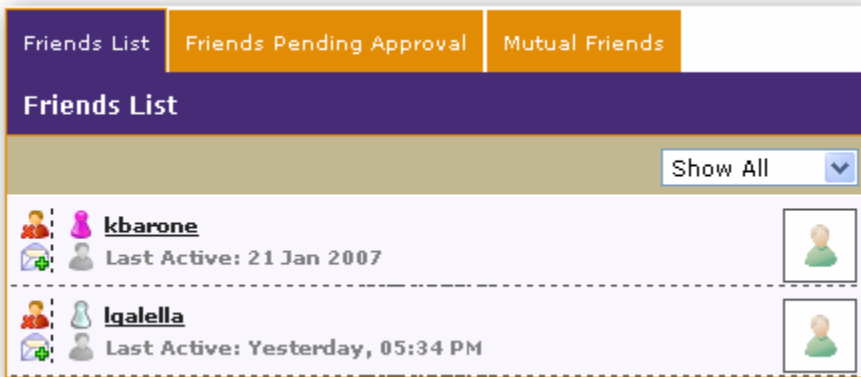 Friends List Friends Pending Approval Mutual Friends
Friends List
Show All
kbarone
Last Active: 21 Jan 2007
lgalella
Last Active: Yesterday, 05:34 PM